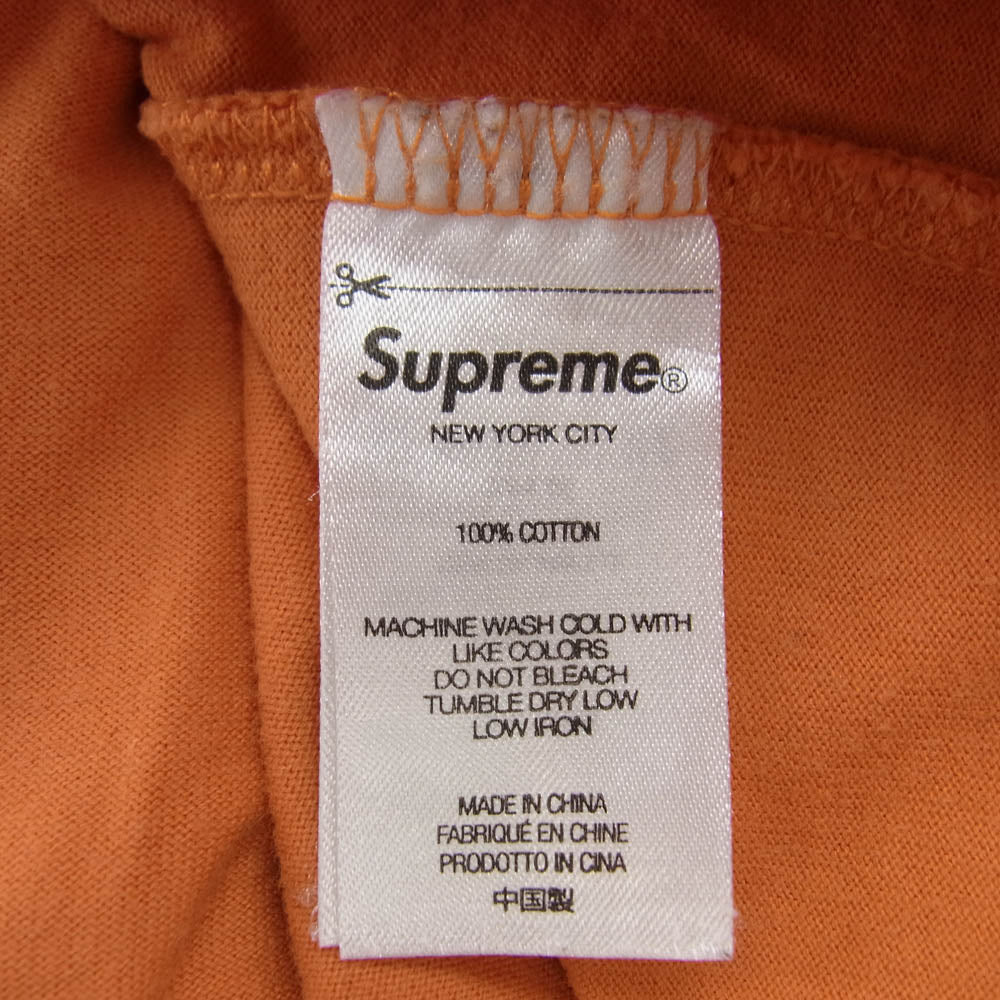 Supreme®
NEW YORK CITY
100% COTTON
MACHINE WASH COLD WITH
LIKE COLORS
DO NOT BLEACH
TUMBLE DRY LOW
LOW IRON
MADE IN CHINA
FABRIQUÉ EN CHINE
PRODOTTO IN CINA
中国製